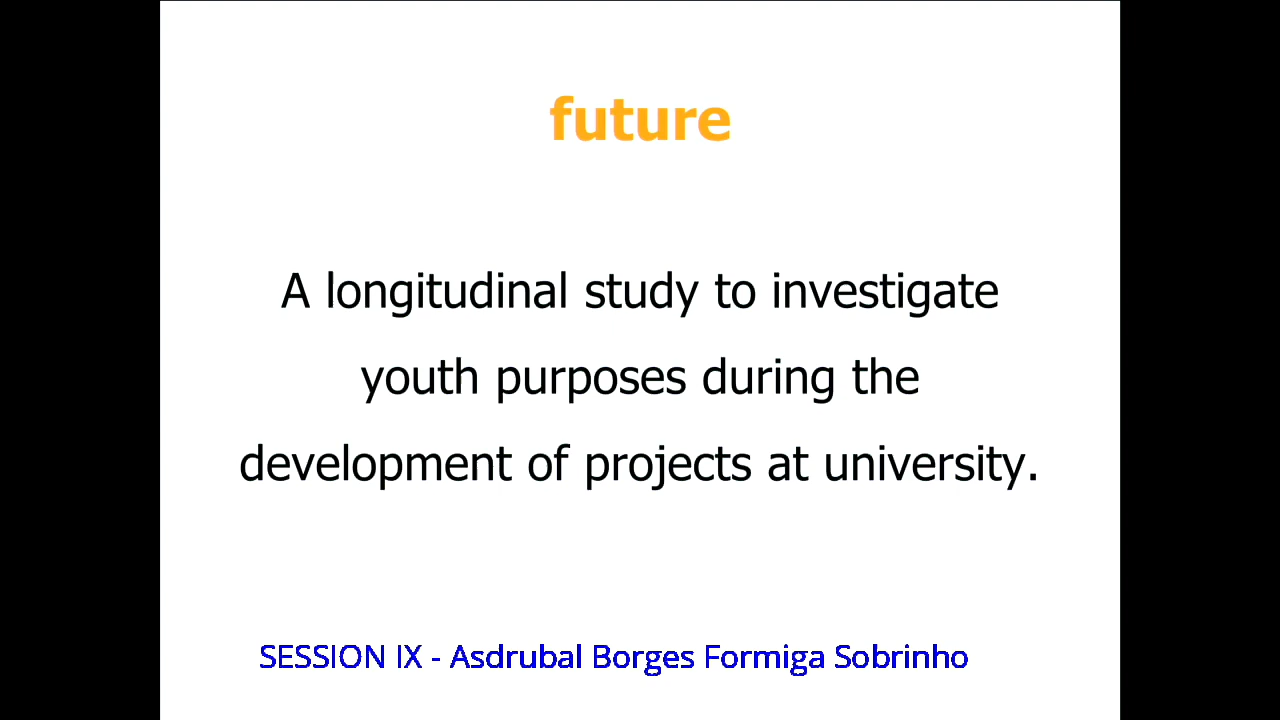 future
A longitudinal study to investigate
youth purposes during the
development of projects at university.
SESSION IX - Asdrubal Borges Formiga Sobrinho